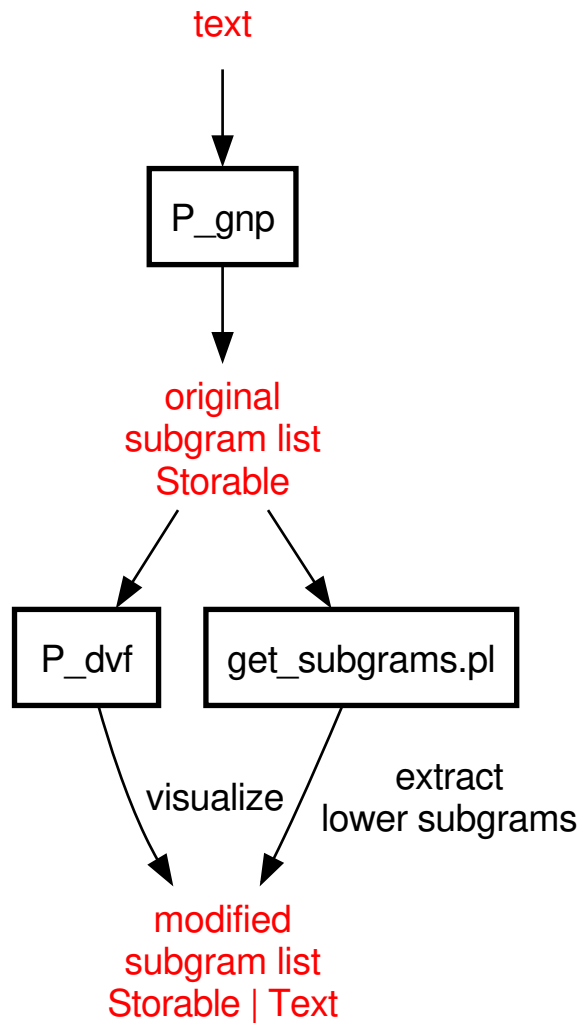 text
P_gnp
original
subgram list
Storable
P_dvf
get_subgrams.pl
visualize
extract
lower subgrams
modified
subgram list
Storable | Text